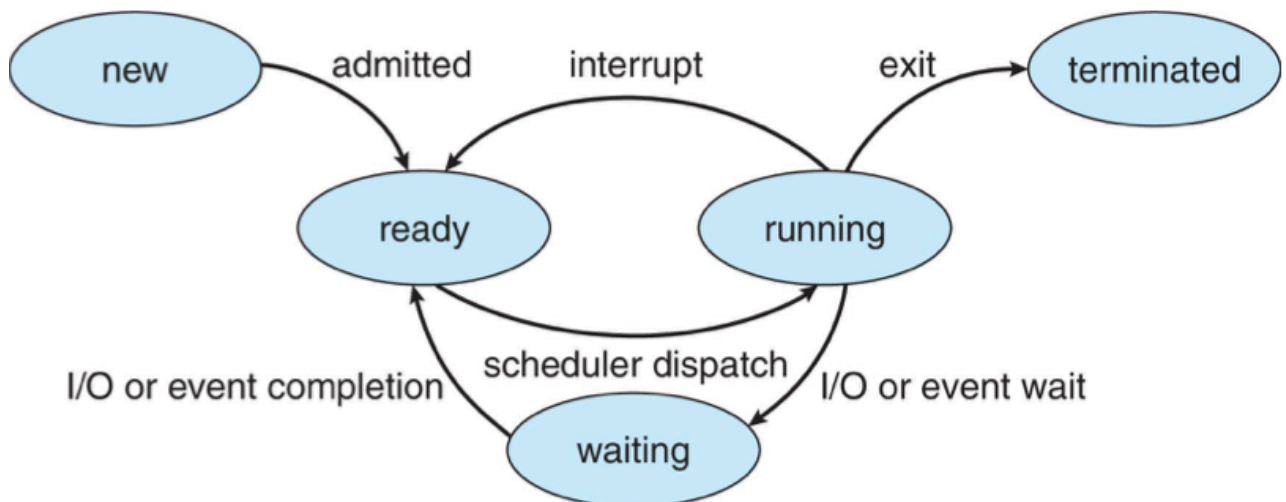 new
admitted
interrupt
exit
terminated
ready
running
I/O or event completion
scheduler dispatch
I/O or event wait
waiting